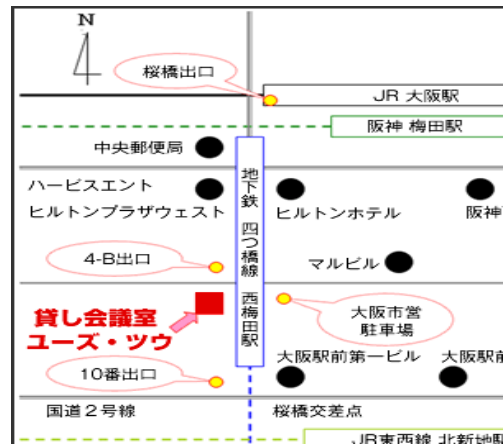 N
桜橋出口
JR 大阪駅
阪神 梅田駅
中央郵便局
ハービスエント
ヒルトンプラザウェスト
地下鉄 四つ橋線 西梅田駅
ヒルトンホテル
阪神
4-B出口
マルビル
貸し会議室
ユーズ・ツウ
大阪市営
駐車場
10番出口
大阪駅前第一ビル
大阪駅前
国道2号線
桜橋交差点
JR東西線 北新地駅